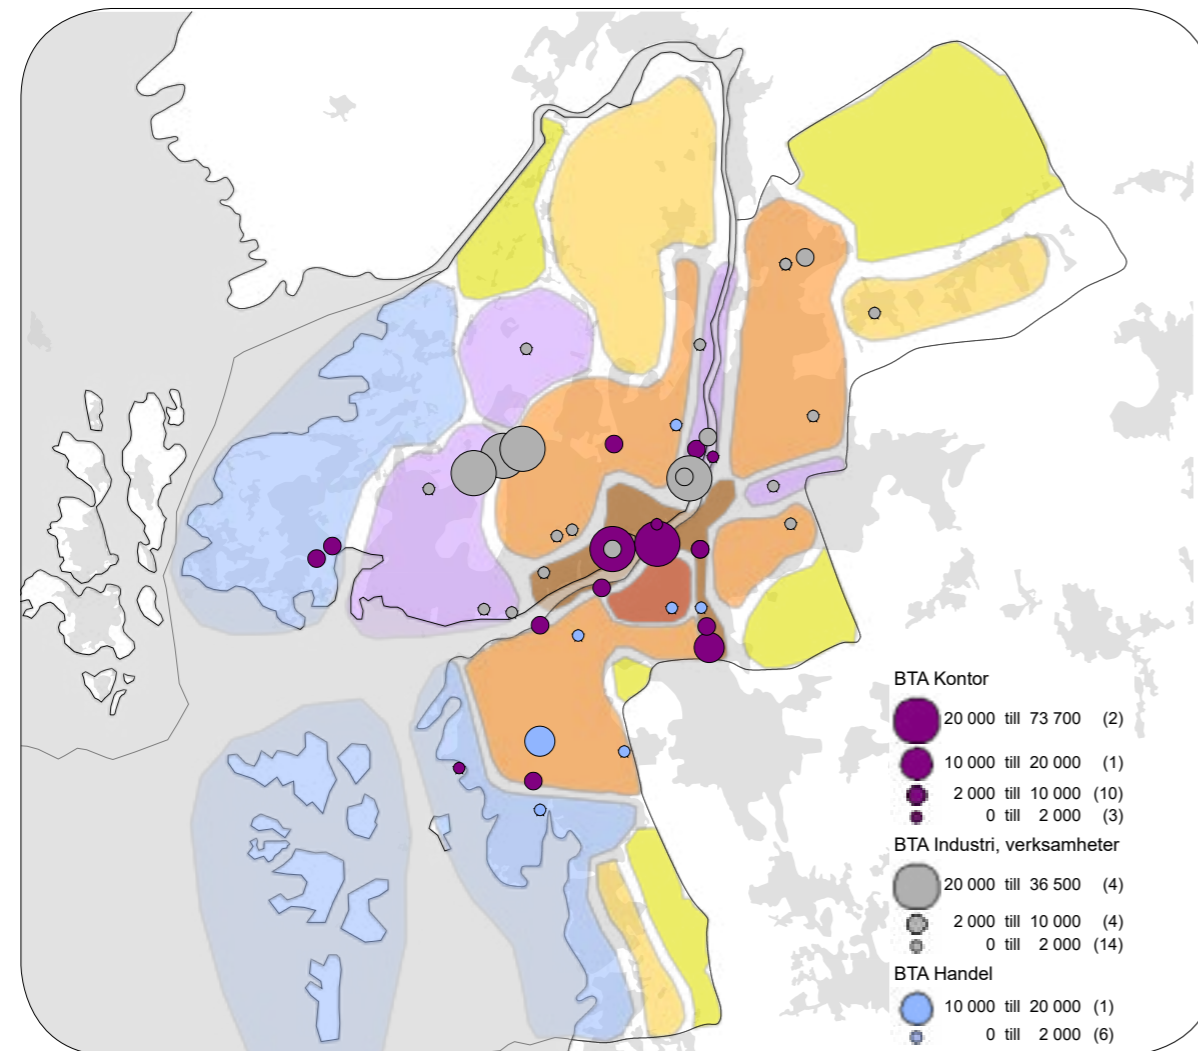 BTA Kontor
20 000 till 73 700 (2)
10 000 till 20 000 (1)
2 000 till 10 000 (10)
0 till 2 000 (3)
BTA Industri, verksamheter
20 000 till 36 500 (4)
2 000 till 10 000 (4)
0 till 2 000 (14)
BTA Handel
10 000 till 20 000 (1)
0 till 2 000 (6)